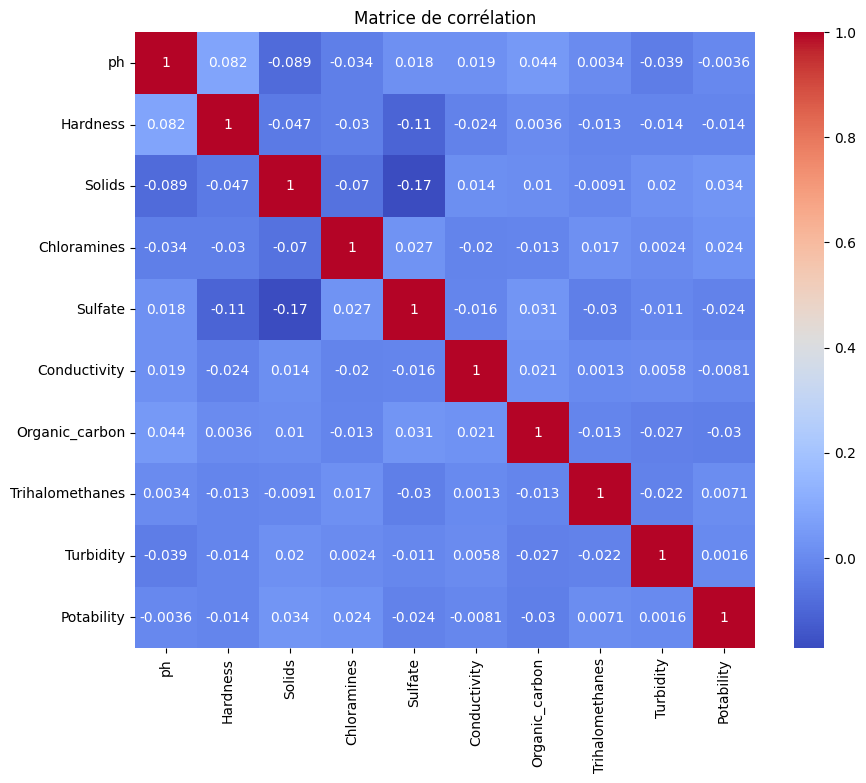 Matrice de corrélation
ph 1 0.082 -0.089 -0.034 0.018 0.019 0.044 0.0034 -0.039 -0.0036
Hardness 0.082 1 -0.047 -0.03 -0.11 -0.024 0.0036 -0.013 -0.014 -0.014
Solids -0.089 -0.047 1 -0.07 -0.17 0.014 0.01 -0.0091 0.02 0.034
Chloramines -0.034 -0.03 -0.07 1 0.027 -0.02 -0.013 0.017 0.0024 0.024
Sulfate 0.018 -0.11 -0.17 0.027 1 -0.016 0.031 -0.03 -0.011 -0.024
Conductivity 0.019 -0.024 0.014 -0.02 -0.016 1 0.021 0.0013 0.0058 -0.0081
Organic_carbon 0.044 0.0036 0.01 -0.013 0.031 0.021 1 -0.013 -0.027 -0.03
Trihalomethanes 0.0034 -0.013 -0.0091 0.017 -0.03 0.0013 -0.013 1 -0.022 0.0071
Turbidity -0.039 -0.014 0.02 0.0024 -0.011 0.0058 -0.027 -0.022 1 0.0016
Potability -0.0036 -0.014 0.034 0.024 -0.024 -0.0081 -0.03 0.0071 0.0016 1
ph Hardness Solids Chloramines Sulfate Conductivity Organic_carbon Trihalomethanes Turbidity Potability
1.0
0.8
0.6
0.4
0.2
0.0